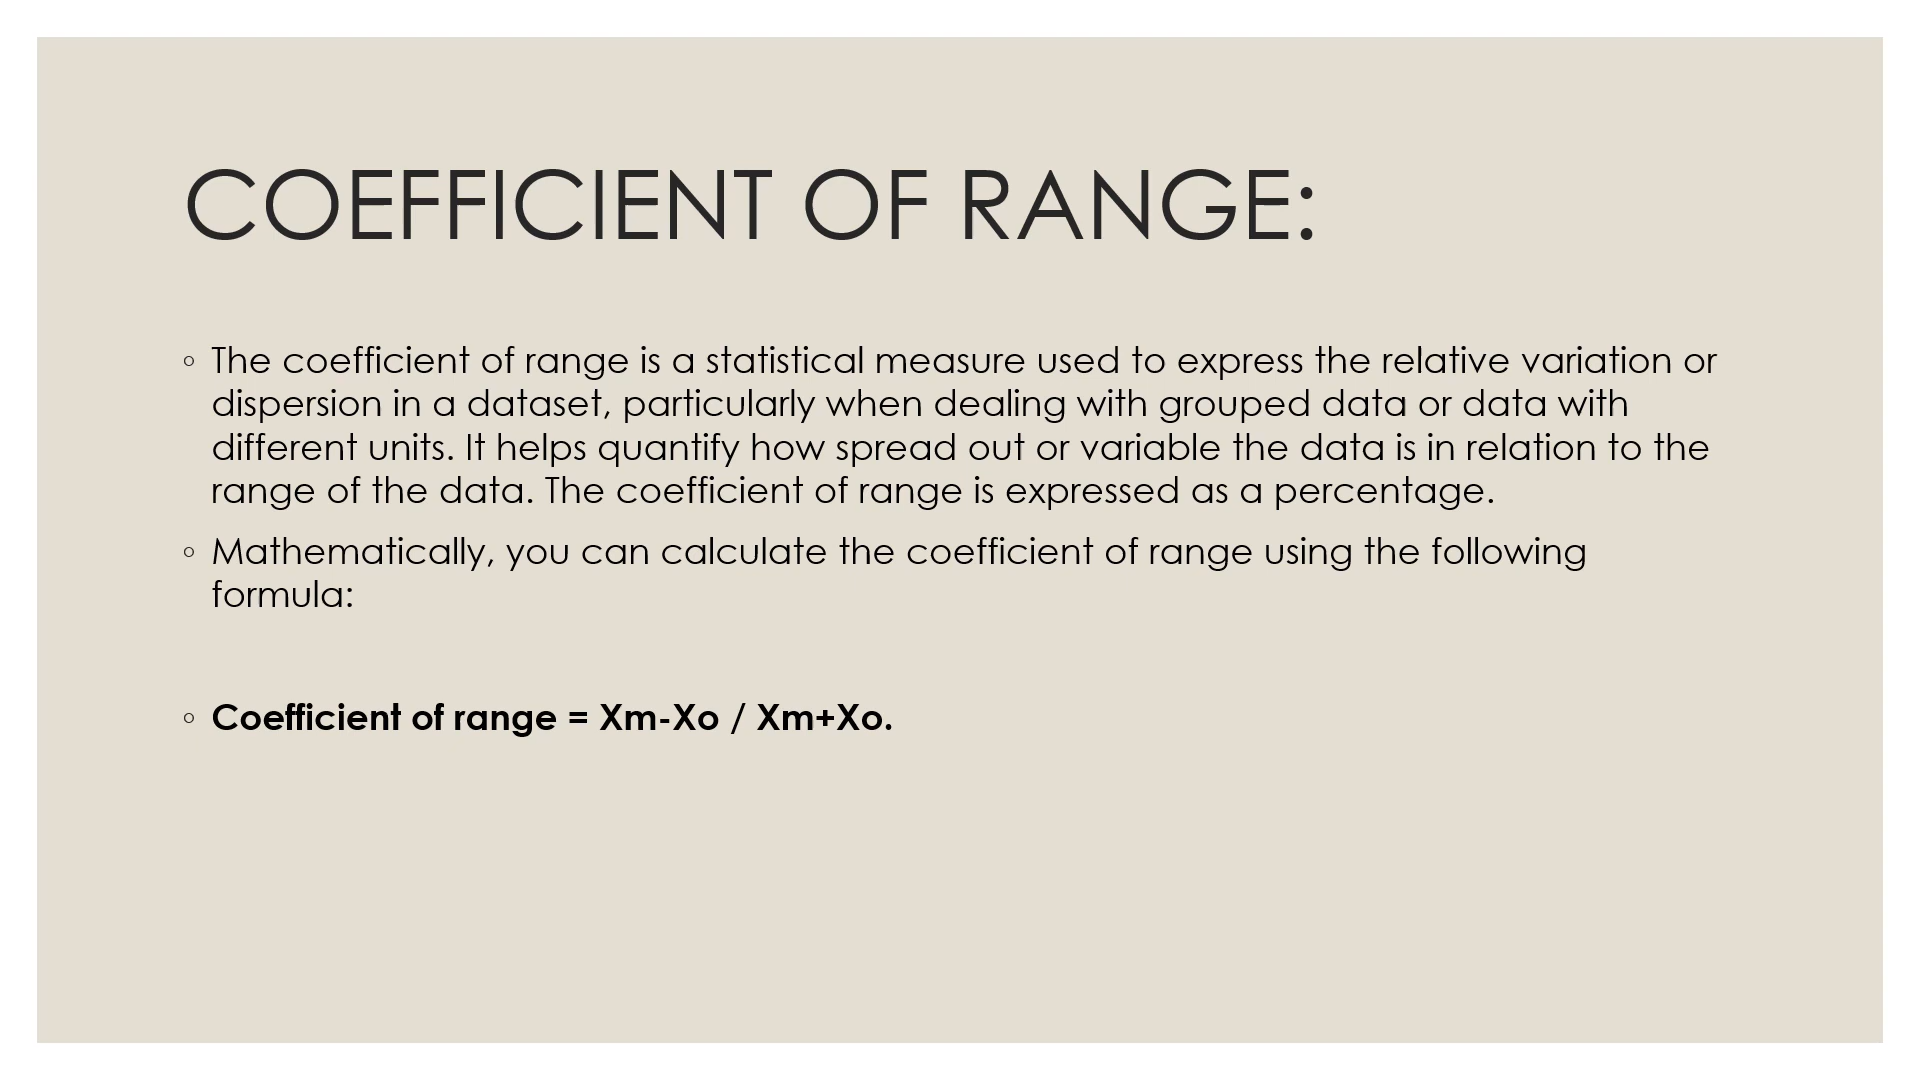 COEFFICIENT OF RANGE:
◦ The coefficient of range is a statistical measure used to express the relative variation or
dispersion in a dataset, particularly when dealing with grouped data or data with
different units. It helps quantify how spread out or variable the data is in relation to the
range of the data. The coefficient of range is expressed as a percentage.
◦ Mathematically, you can calculate the coefficient of range using the following
formula:
◦ Coefficient of range = Xm-Xo / Xm+Xo.